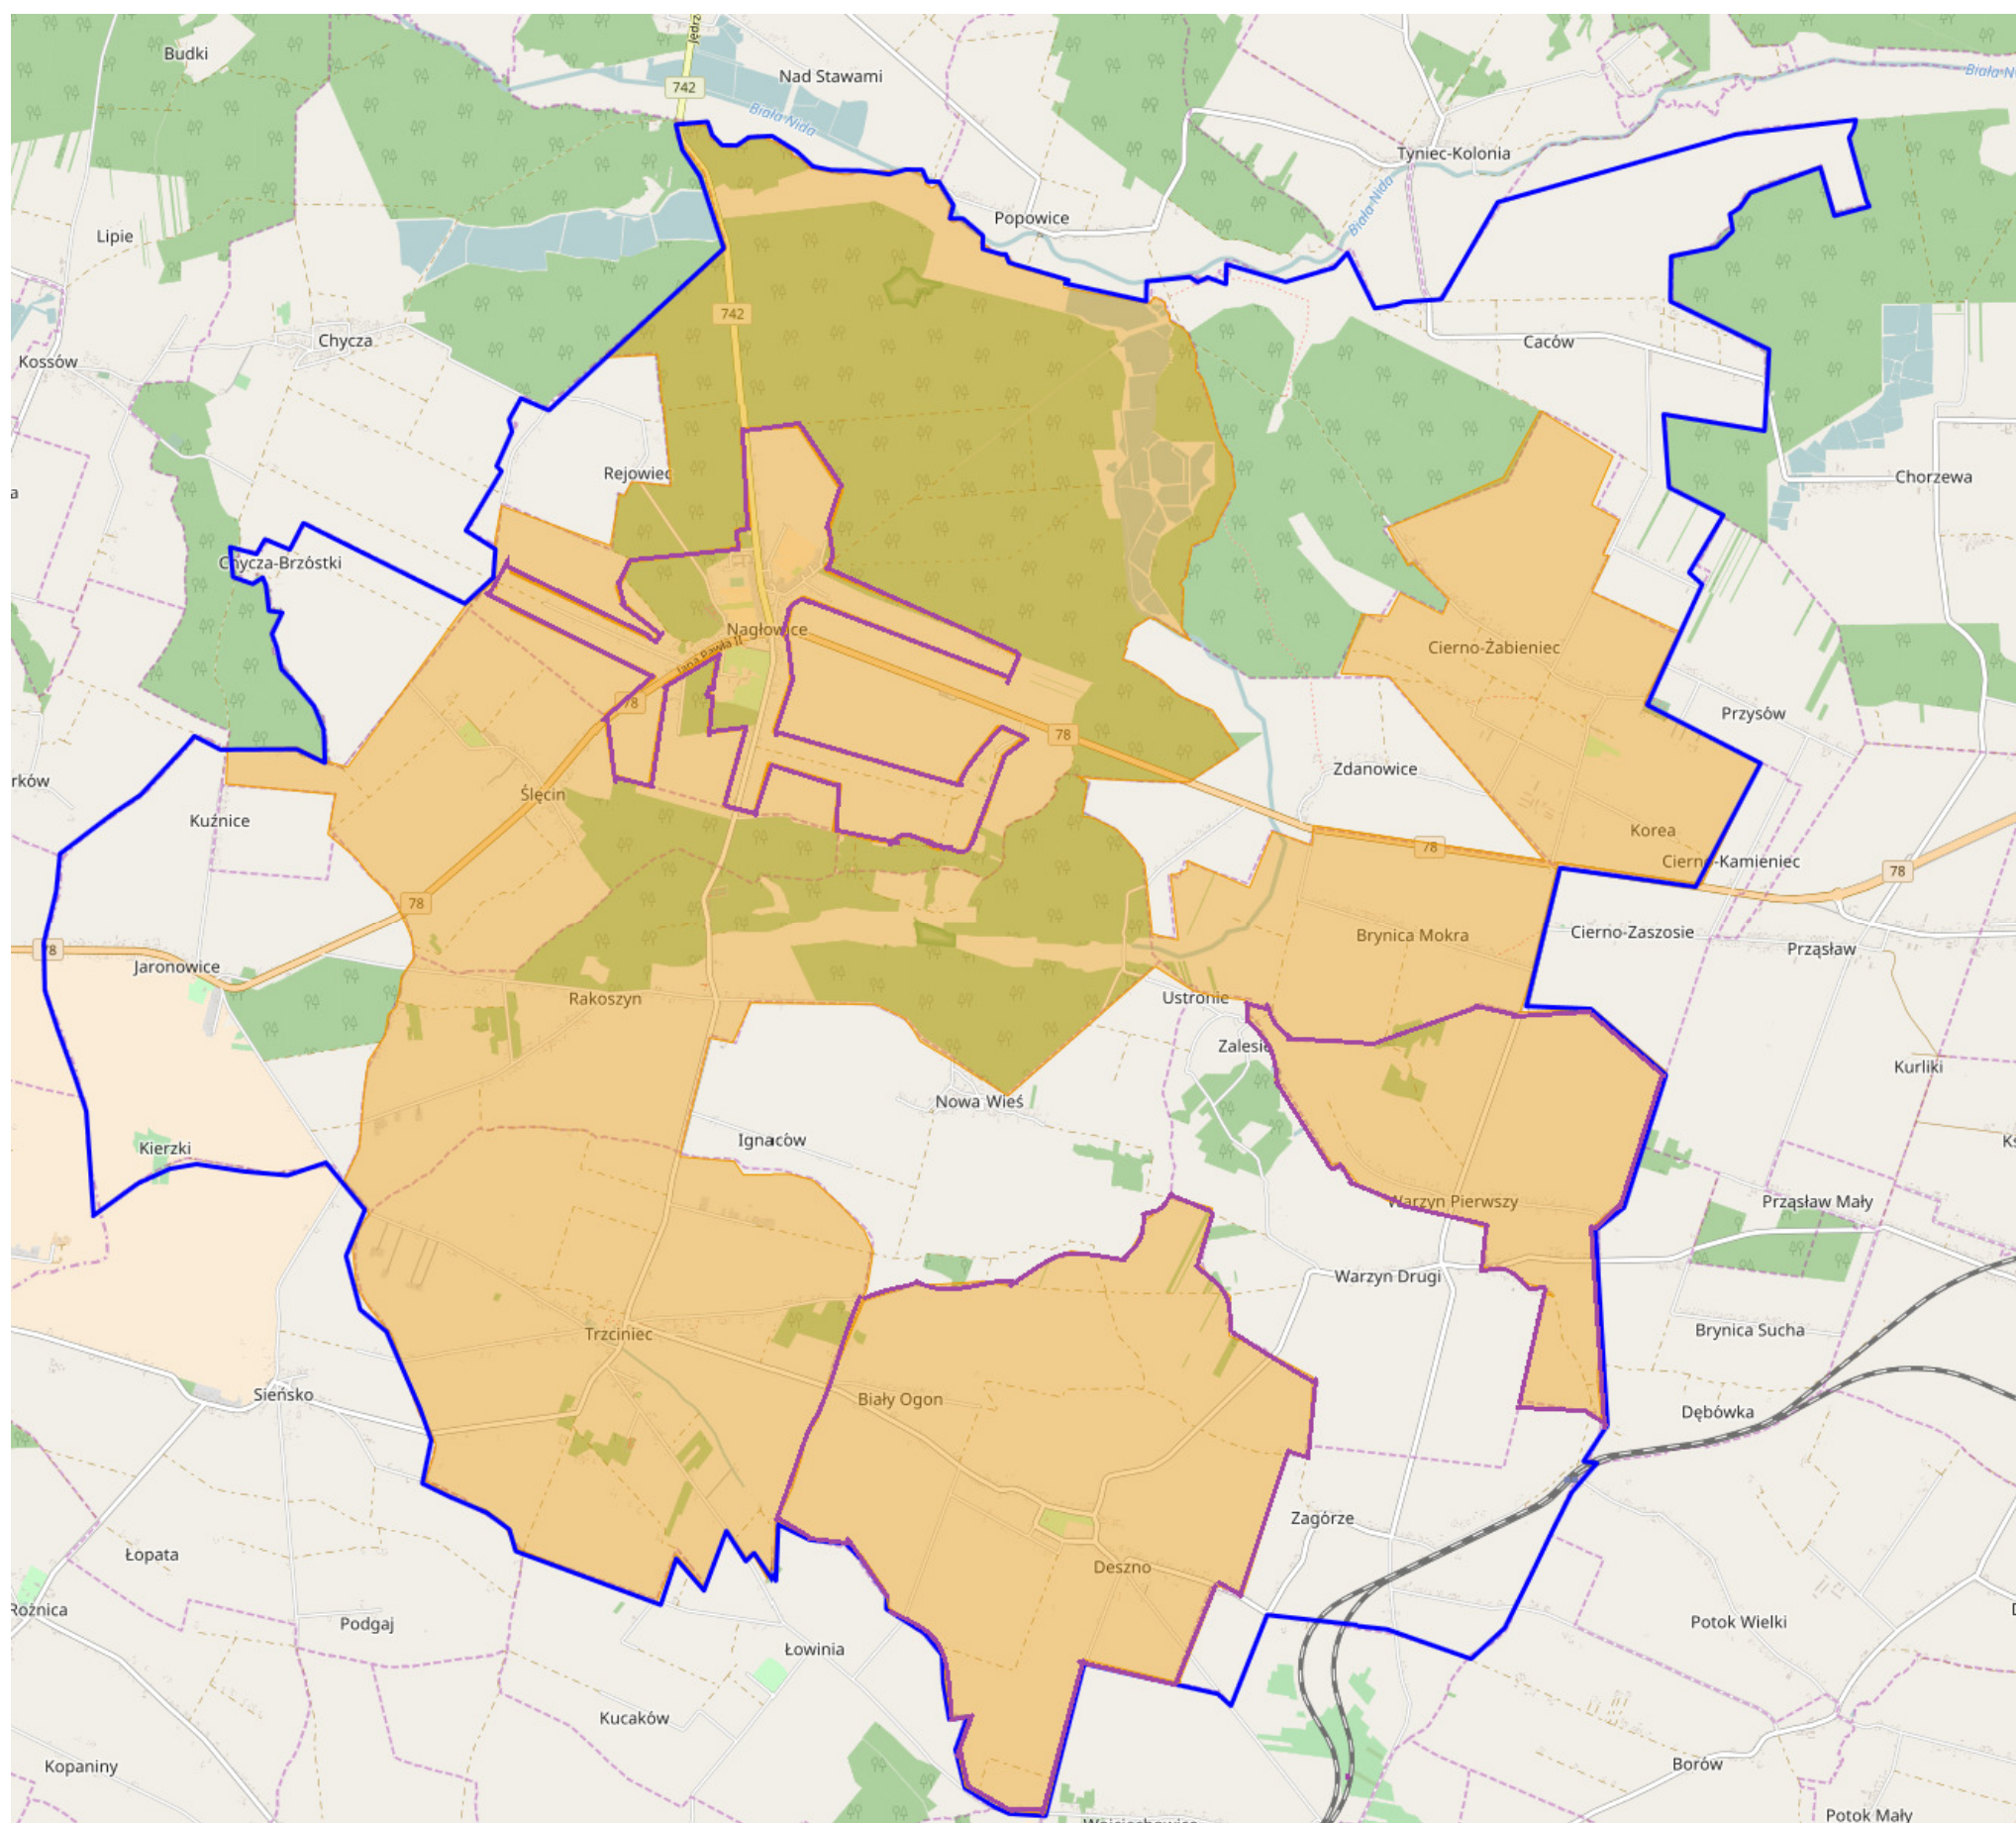 Budki
Nad Stawami
742
Biała Nida
Biała N
Tyniec-Kolonia
Biała Nida
Popowice
Lipie
742
Chycza
Caców
Kossów
Rejowiec
Chorzewa
a
Chycza-Brzóstki
Nagłowice
Jana Pawła II
Cierno-Żabieniec
78
Przysów
78
Zdanowice
rków
Ślęcin
Kuźnice
Korea
78
Cierno-Kamieniec
78
78
Brynica Mokra
Cierno-Zaszosie
Prząsław
78
Jaronowice
Rakoszyn
Ustronie
Zalesie
Kurliki
Nowa Wieś
Ignaców
Kierzki
Warzyn Pierwszy
Prząsław Mały
Warzyn Drugi
Trzciniec
Brynica Sucha
Sieńsko
Biały Ogon
Dębówka
Zagórze
Łopata
Deszno
Rożnica
Podgaj
Potok Wielki
Łowinia
Kucaków
Kopaniny
Borów
Potok Mały